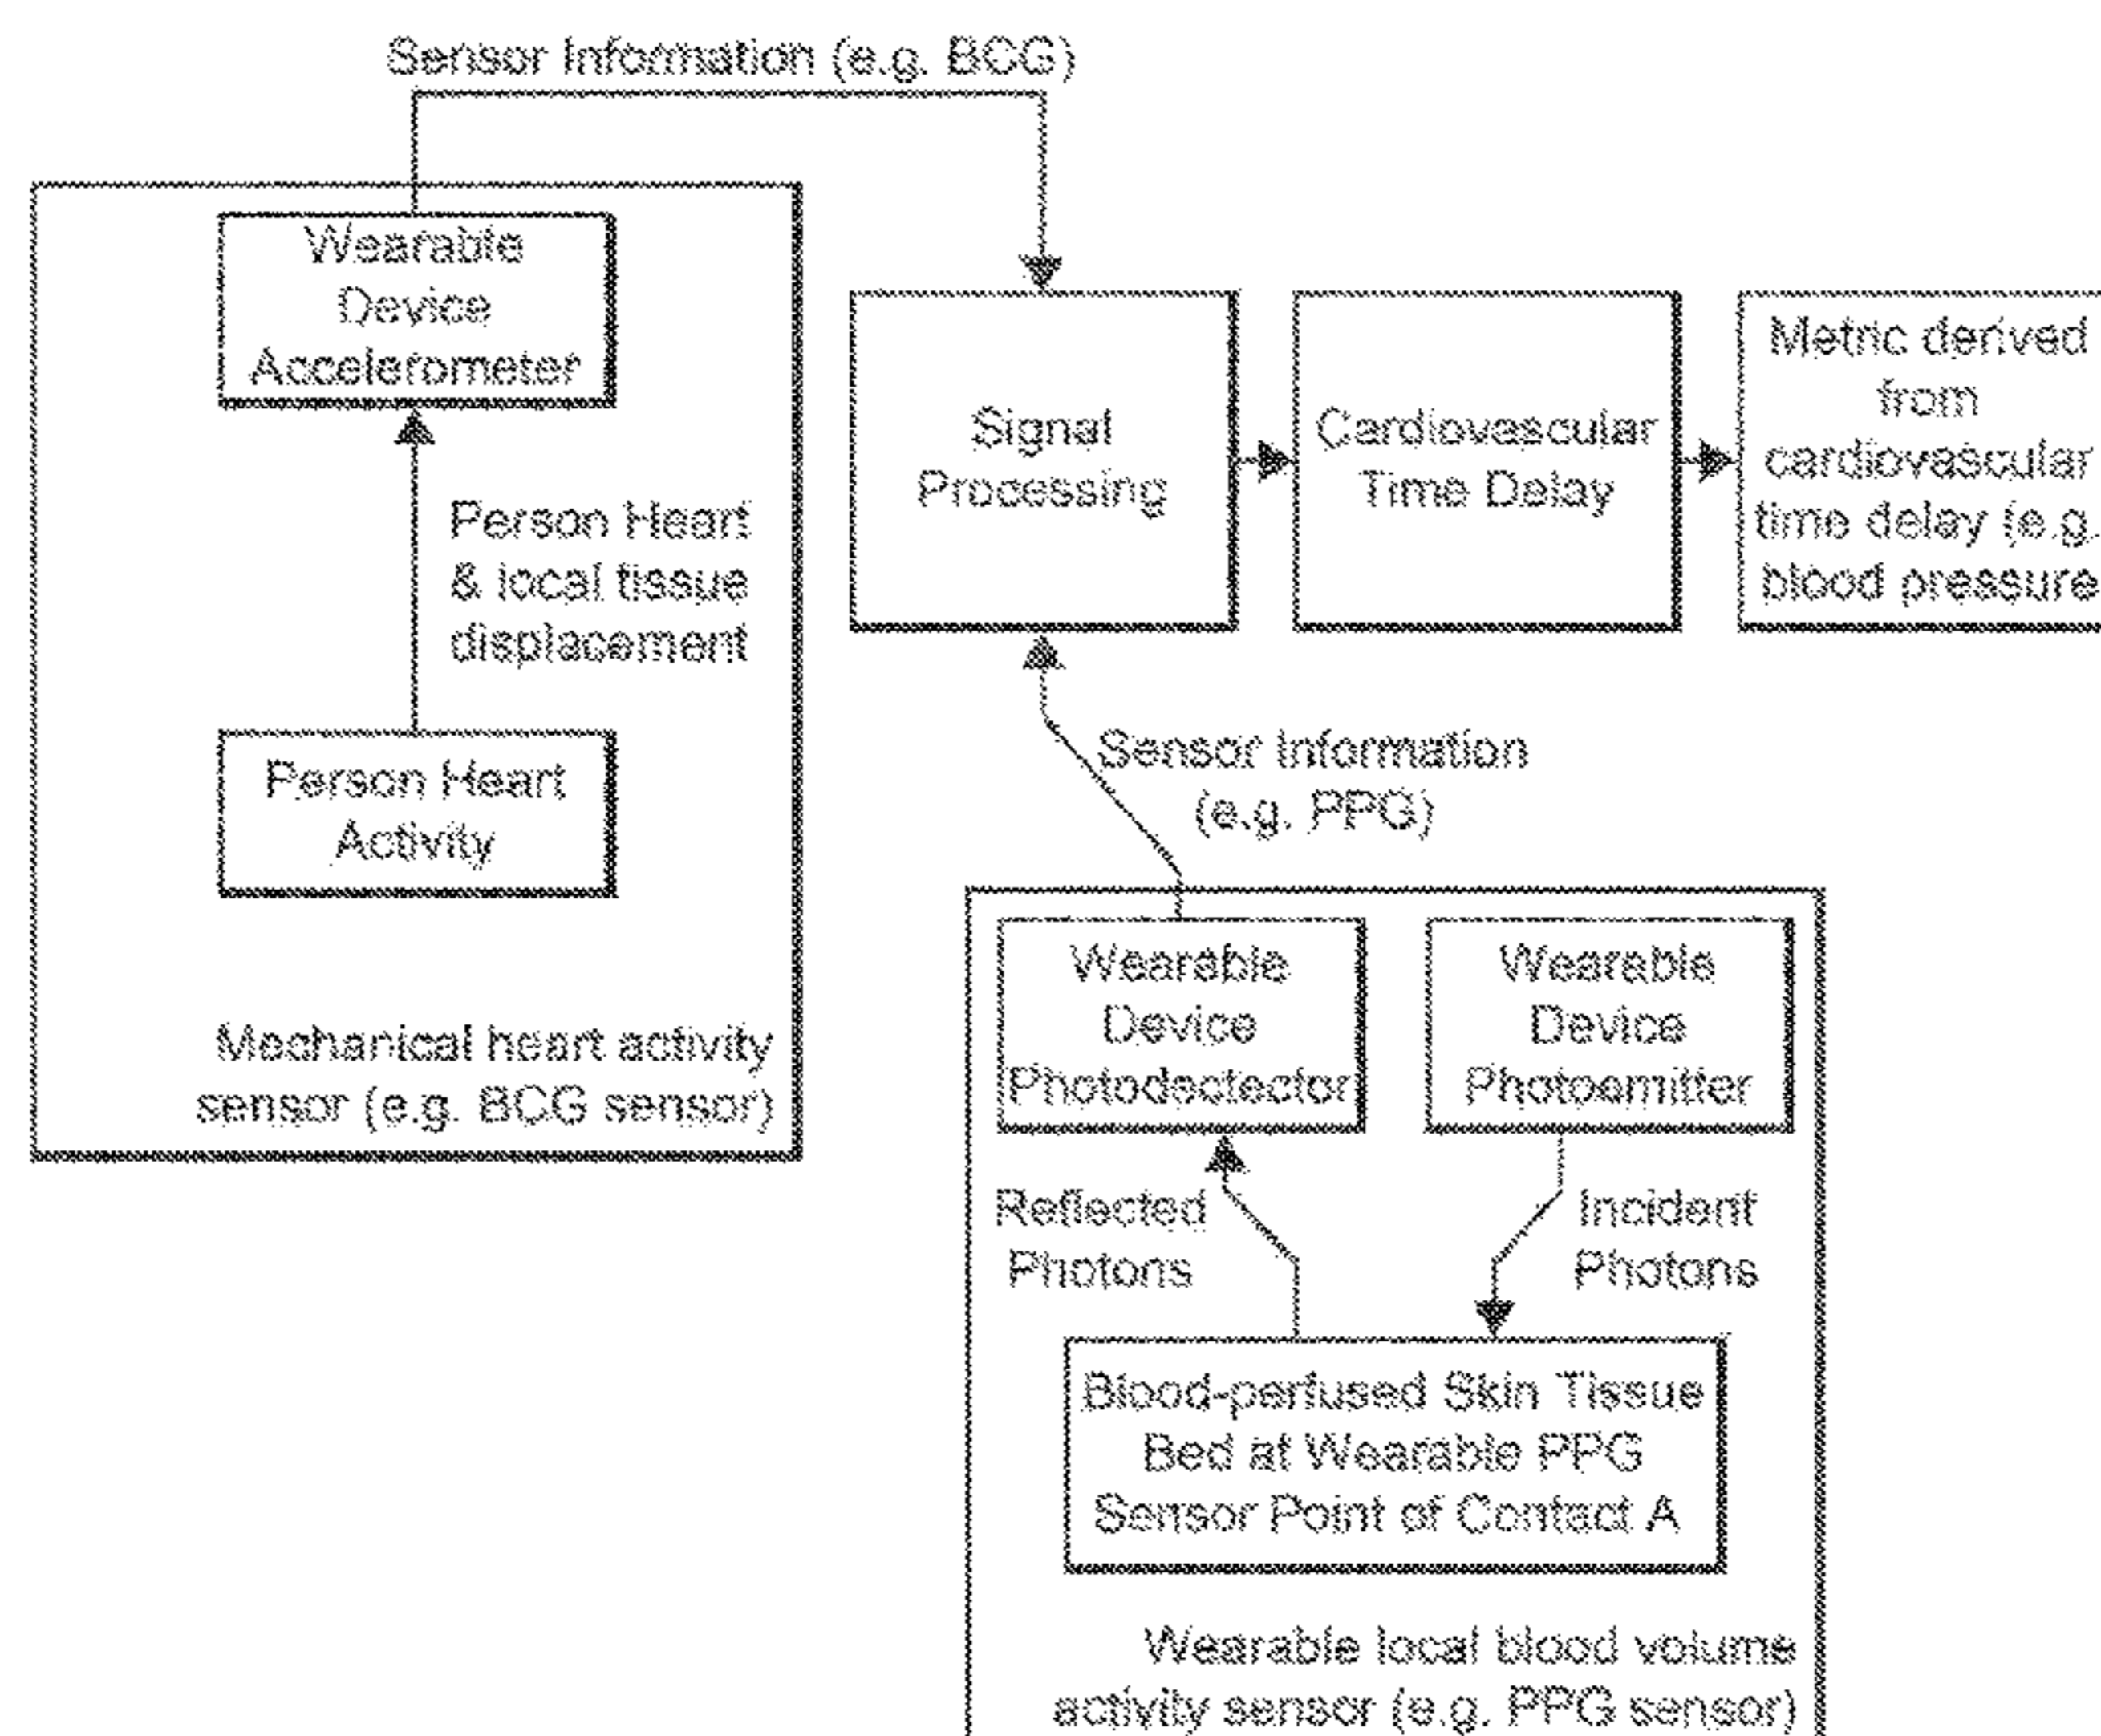 Sensor Information (e.g. BCG)
Wearable
Device
Accelerometer
Person Heart
& local tissue
displacement
Person Heart
Activity
Mechanical heart activity
sensor (e.g. BCG sensor)
Signal
Processing
Cardiovascular
Time Delay
Metric derived
from
cardiovascular
time delay (e.g.
blood pressure
Sensor Information
(e.g. PPG)
Wearable
Device
Photodectector
Wearable
Device
Photoemitter
Reflected
Photons
Incident
Photons
Blood-perfused Skin Tissue
Bed at Wearable PPG
Sensor Point of Contact A
Wearable local blood volume
activity sensor (e.g. PPG sensor)